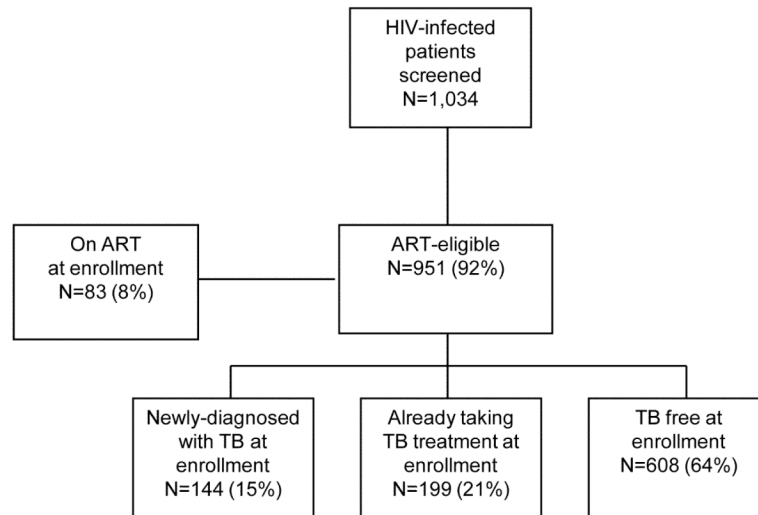 HIV-infected
patients
screened
N=1,034
On ART
at enrollment
N=83 (8%)
ART-eligible
N=951 (92%)
Newly-diagnosed
with TB at
enrollment
N=144 (15%)
Already taking
TB treatment at
enrollment
N=199 (21%)
TB free at
enrollment
N=608 (64%)